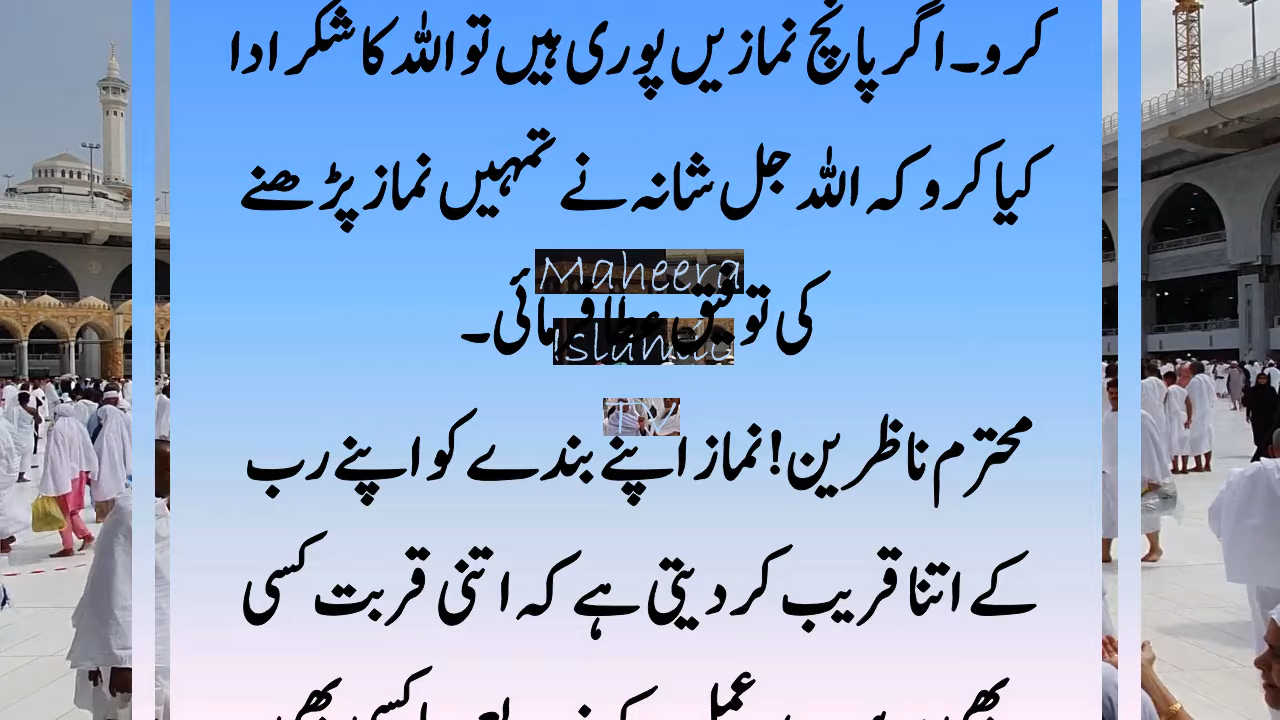 کرو۔ اگر پانچ نمازیں پوری ہیں تو اللہ کا شکر ادا
کیا کرو کہ اللہ جل شانہ نے تمہیں نماز پڑھنے
کی توفیق عطا فرمائی۔
Maheera
Islamic
TV
محترم ناظرین! نماز اپنے بندے کو اپنے رب
کے اتنا قریب کر دیتی ہے کہ اتنی قربت کسی